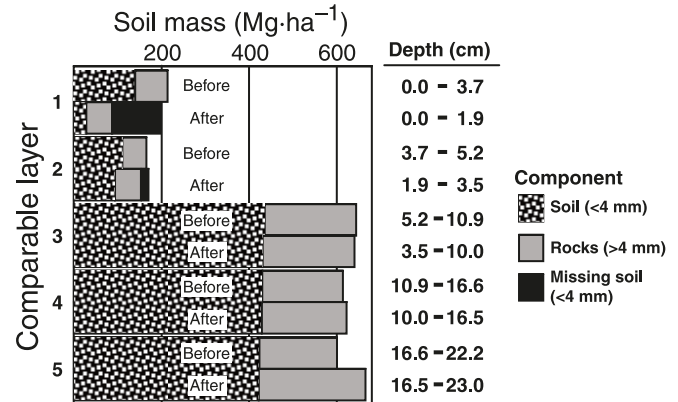 Soil mass (Mg·ha⁻¹)
200 400 600
Depth (cm)
Comparable layer
1
Before
0.0 – 3.7
After
0.0 – 1.9
2
Before
3.7 – 5.2
After
1.9 – 3.5
3
Before
5.2 – 10.9
After
3.5 – 10.0
4
Before
10.9 – 16.6
After
10.0 – 16.5
5
Before
16.6 – 22.2
After
16.5 – 23.0
Component
Soil (<4 mm)
Rocks (>4 mm)
Missing soil
(<4 mm)